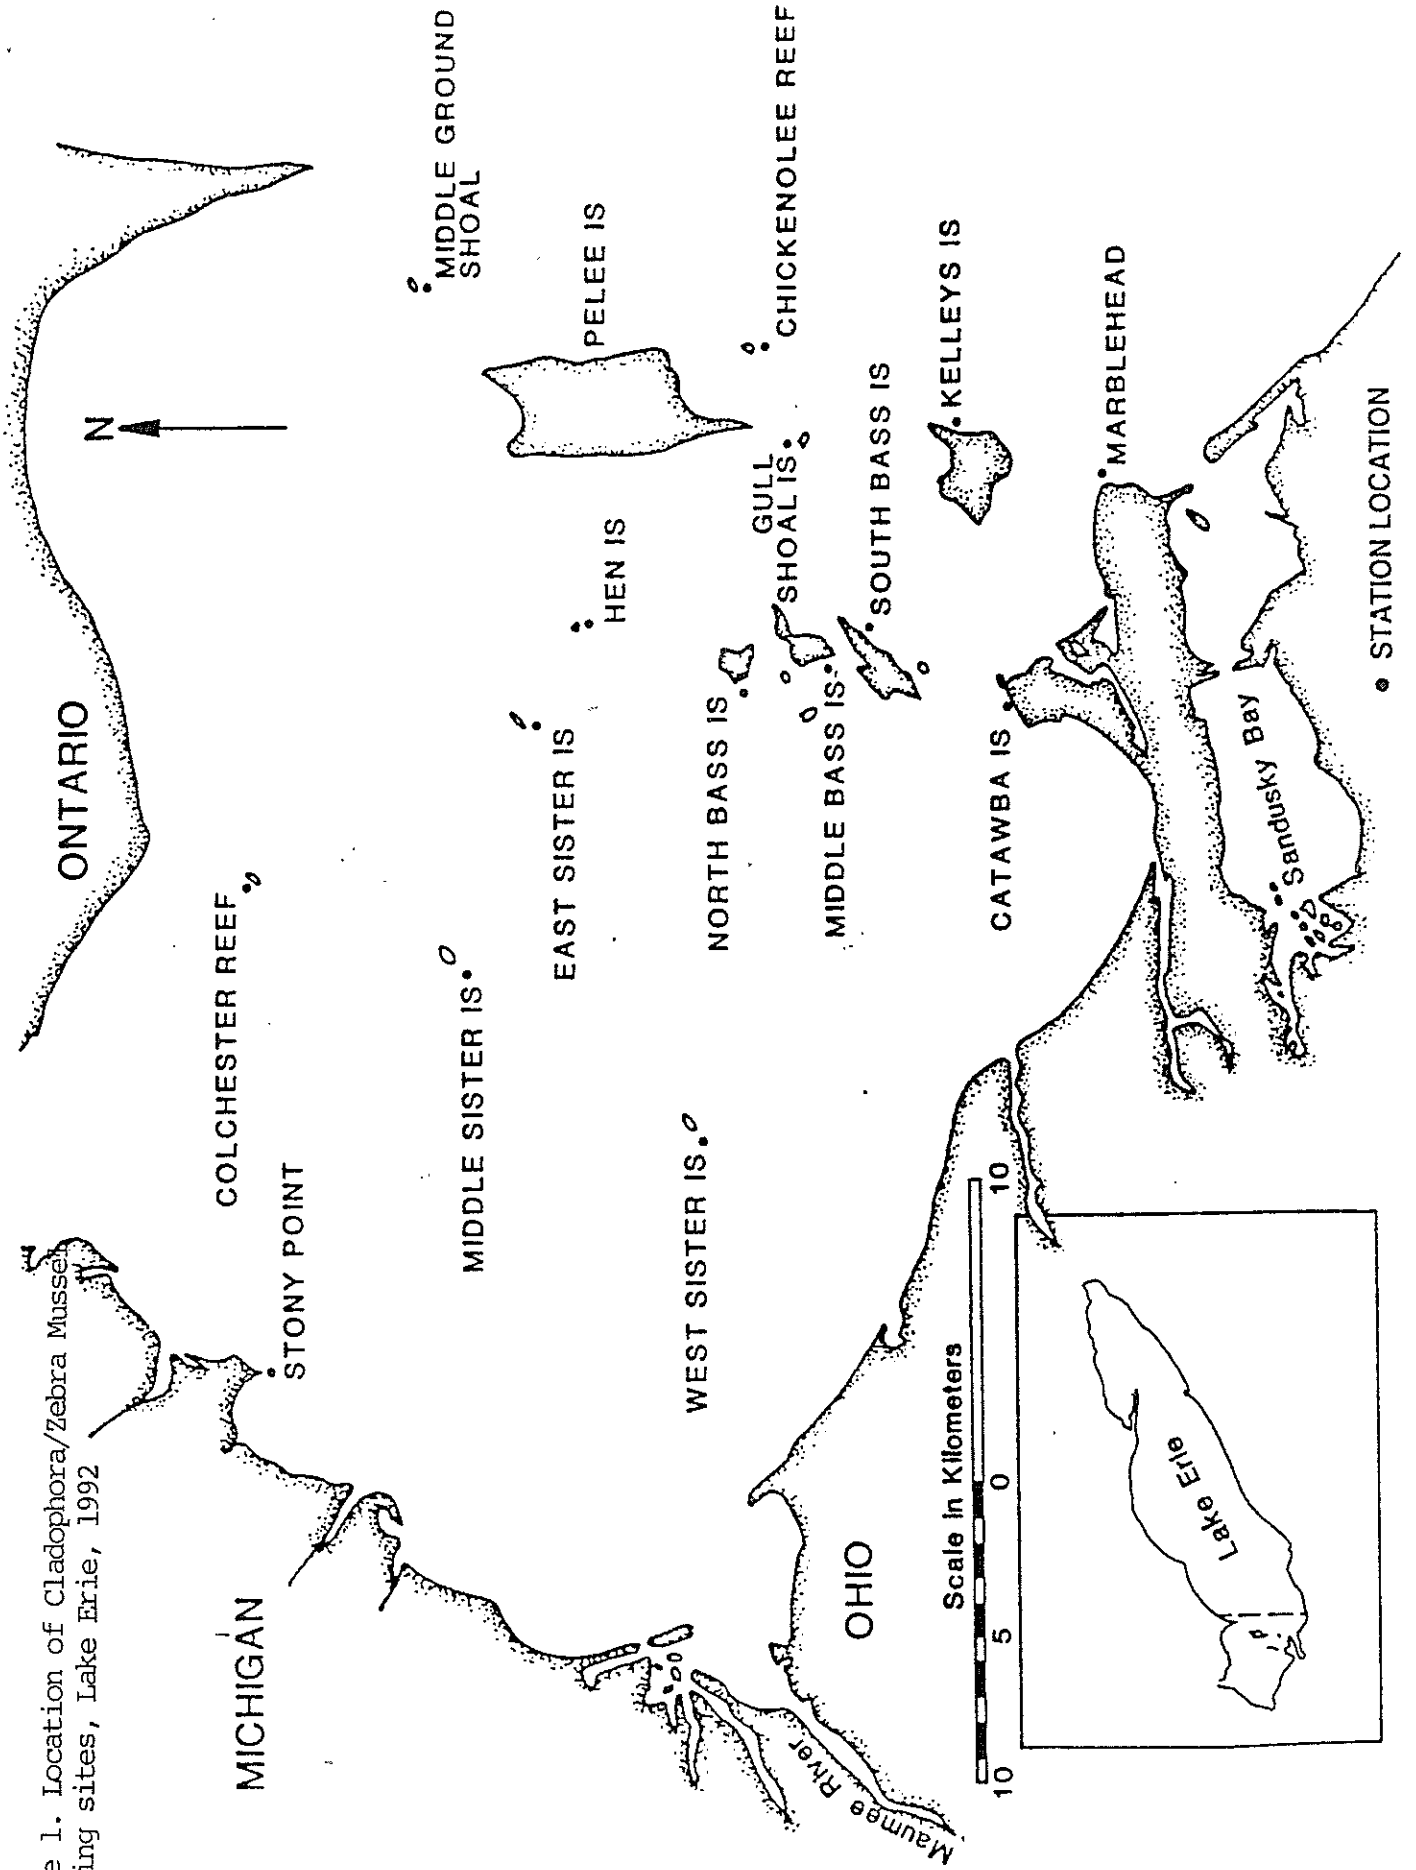 e 1. Location of Cladophora/Zebra Mussel
ing sites, Lake Erie, 1992
ONTARIO
N
MICHIGAN
COLCHESTER REEF
STONY POINT
MIDDLE GROUND
SHOAL
MIDDLE SISTER IS
EAST SISTER IS
HEN IS
PELEE IS
WEST SISTER IS
NORTH BASS IS
GULL
SHOAL IS
CHICKENOLEE REEF
MIDDLE BASS IS
SOUTH BASS IS
KELLEYS IS
CATAWBA IS
MARBLEHEAD
OHIO
Maumee River
Sandusky Bay
Scale in Kilometers
10 5 0 10
Lake Erie
STATION LOCATION